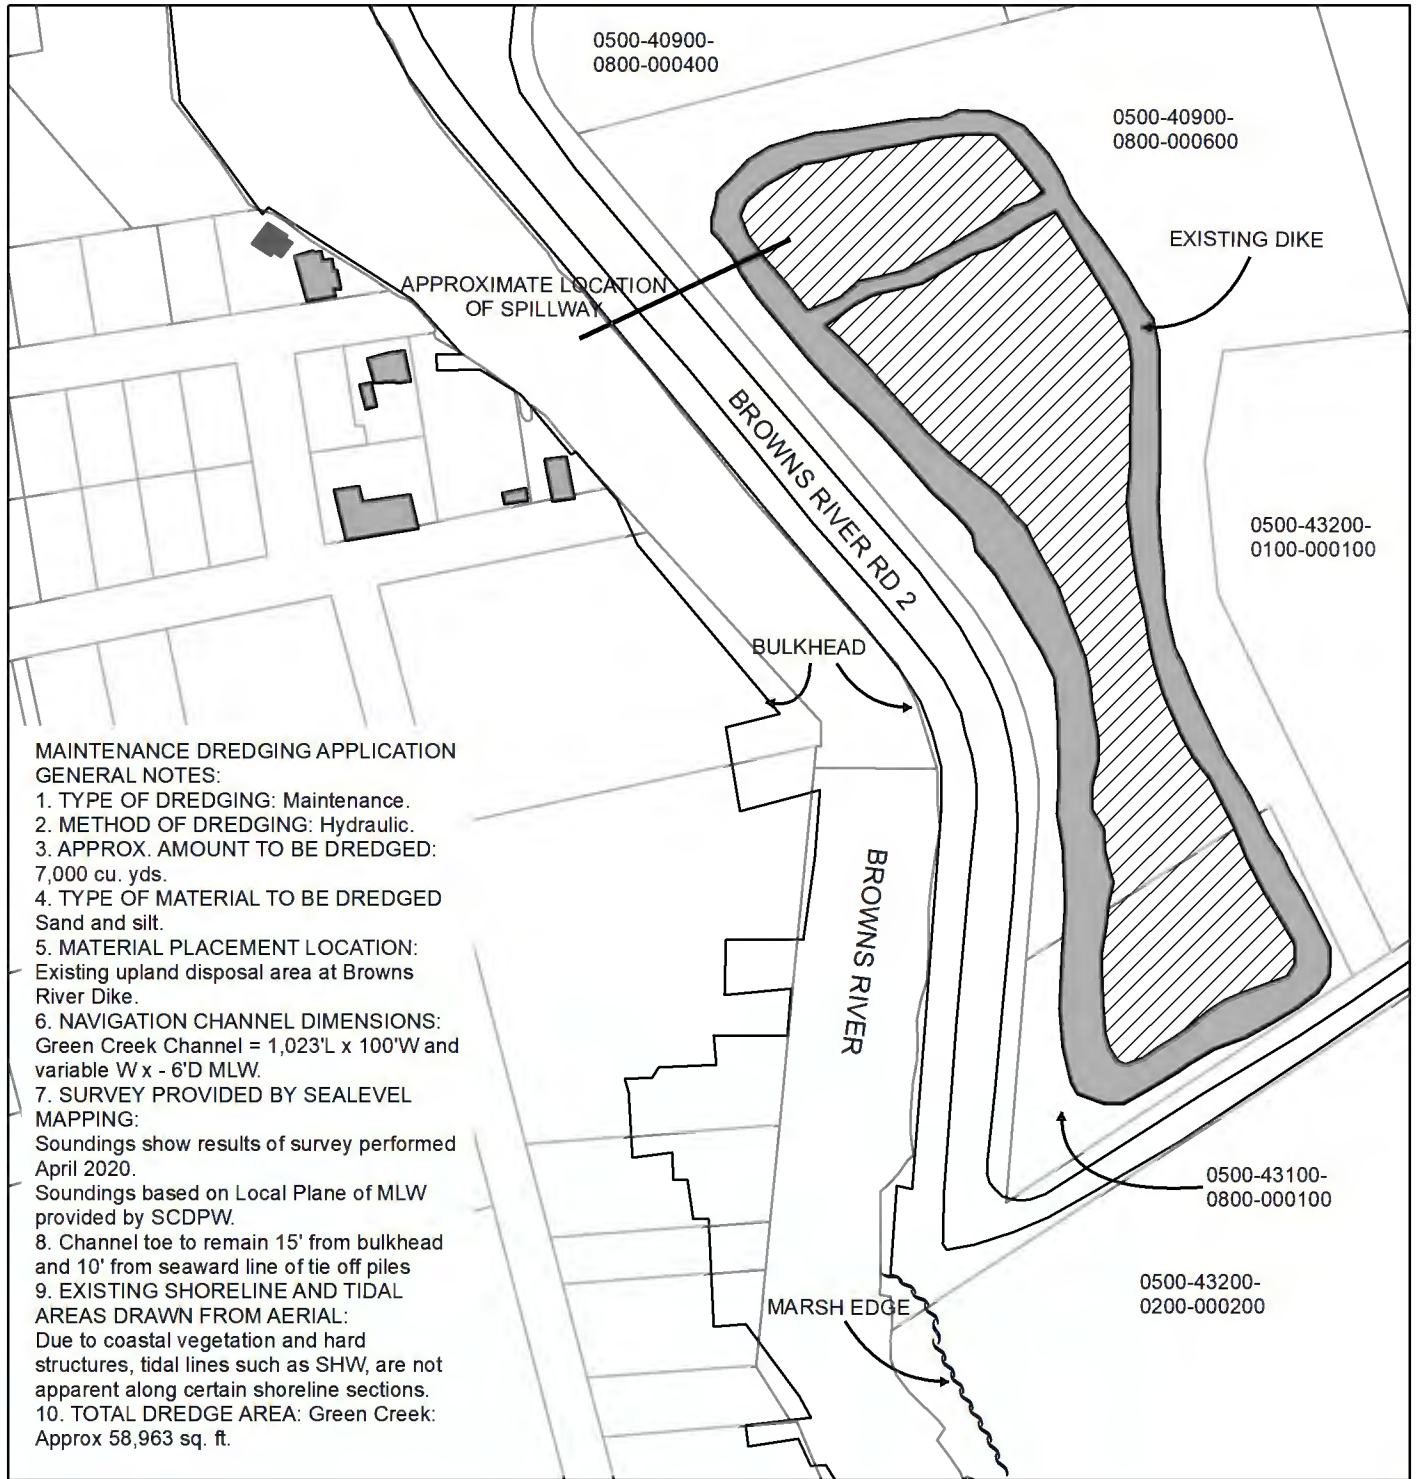 0500-40900-
0800-000400
0500-40900-
0800-000600
EXISTING DIKE
APPROXIMATE LOCATION
OF SPILLWAY
BROWNS RIVER RD 2
0500-43200-
0100-000100
BULKHEAD
MAINTENANCE DREDGING APPLICATION
GENERAL NOTES:
1. TYPE OF DREDGING: Maintenance.
2. METHOD OF DREDGING: Hydraulic.
3. APPROX. AMOUNT TO BE DREDGED:
7,000 cu. yds.
4. TYPE OF MATERIAL TO BE DREDGED
Sand and silt.
5. MATERIAL PLACEMENT LOCATION:
Existing upland disposal area at Browns
River Dike.
6. NAVIGATION CHANNEL DIMENSIONS:
Green Creek Channel = 1,023'L x 100'W and
variable W x - 6'D MLW.
7. SURVEY PROVIDED BY SEALEVEL
MAPPING:
Soundings show results of survey performed
April 2020.
Soundings based on Local Plane of MLW
provided by SCDPW.
8. Channel toe to remain 15' from bulkhead
and 10' from seaward line of tie off piles
9. EXISTING SHORELINE AND TIDAL
AREAS DRAWN FROM AERIAL:
Due to coastal vegetation and hard
structures, tidal lines such as SHW, are not
apparent along certain shoreline sections.
10. TOTAL DREDGE AREA: Green Creek:
Approx 58,963 sq. ft.
BROWNS RIVER
0500-43100-
0800-000100
0500-43200-
0200-000200
MARSH EDGE